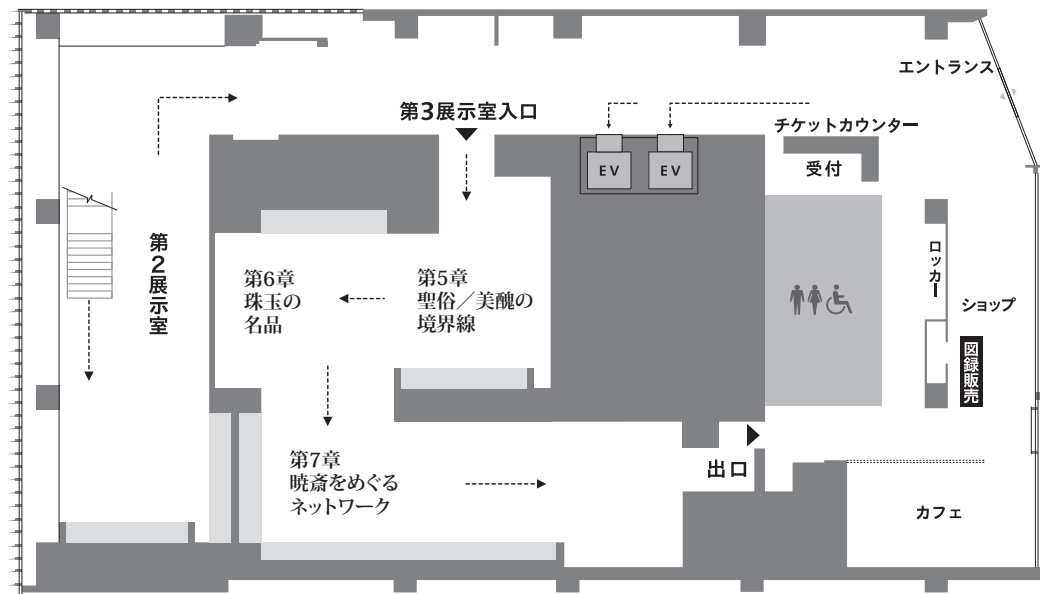 エントランス
第3展示室入口
チケットカウンター
受付
EV
EV
第2展示室
第6章
珠玉の
名品
第5章
聖俗／美醜の
境界線
ロッカー
ショップ
図録販売
第7章
暁斎をめぐる
ネットワーク
出口
カフェ